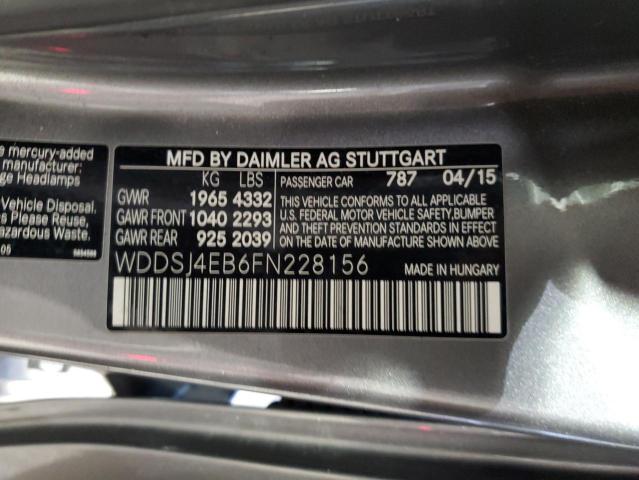 e mercury-added
manufacturer:
ge Headlamps
Vehicle Disposal.
rs Please Reuse,
azardous Waste.
05
MFD BY DAIMLER AG STUTTGART
KG LBS
GVWR 1965 4332
GAWR FRONT 1040 2293
GAWR REAR 925 2039
PASSENGER CAR 787 04/15
THIS VEHICLE CONFORMS TO ALL APPLICABLE
U.S. FEDERAL MOTOR VEHICLE SAFETY, BUMPER
AND THEFT PREVENTION STANDARDS IN EFFECT
ON THE DATE OF MANUFACTURE SHOWN ABOVE.
WDDSJ4EB6FN228156
MADE IN HUNGARY